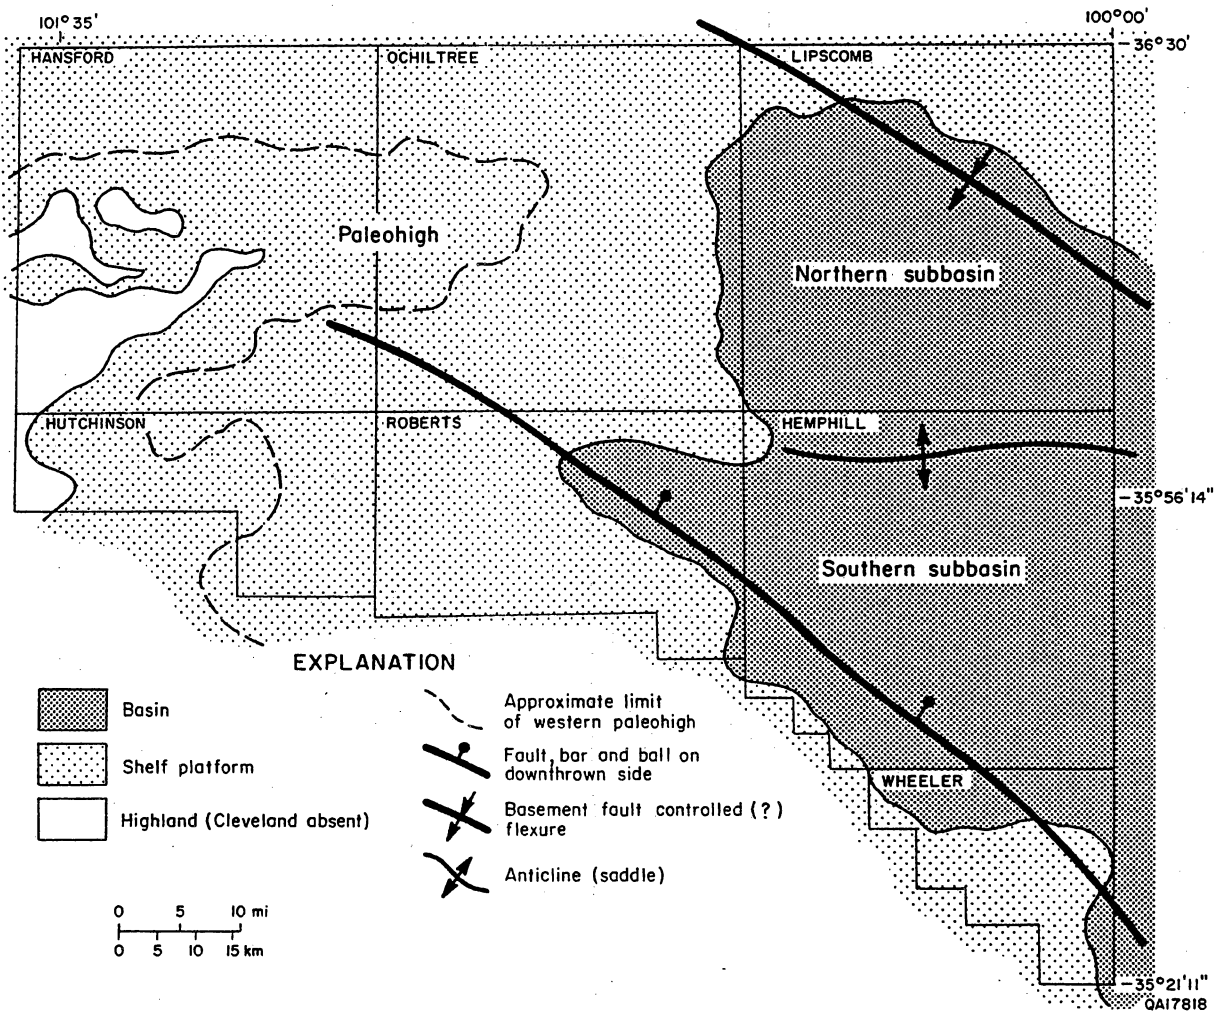 101°35'
100°00'
36°30'
HANSFORD
OCHILTREE
LIPSCOMB
Paleohigh
Northern subbasin
HUTCHINSON
ROBERTS
HEMPHILL
35°56'14"
Southern subbasin
WHEELER
EXPLANATION
Basin
Shelf platform
Highland (Cleveland absent)
Approximate limit
of western paleohigh
Fault, bar and ball on
downthrown side
Basement fault controlled (?)
flexure
Anticline (saddle)
0 5 10 mi
0 5 10 15 km
35°21'11"
QA17818